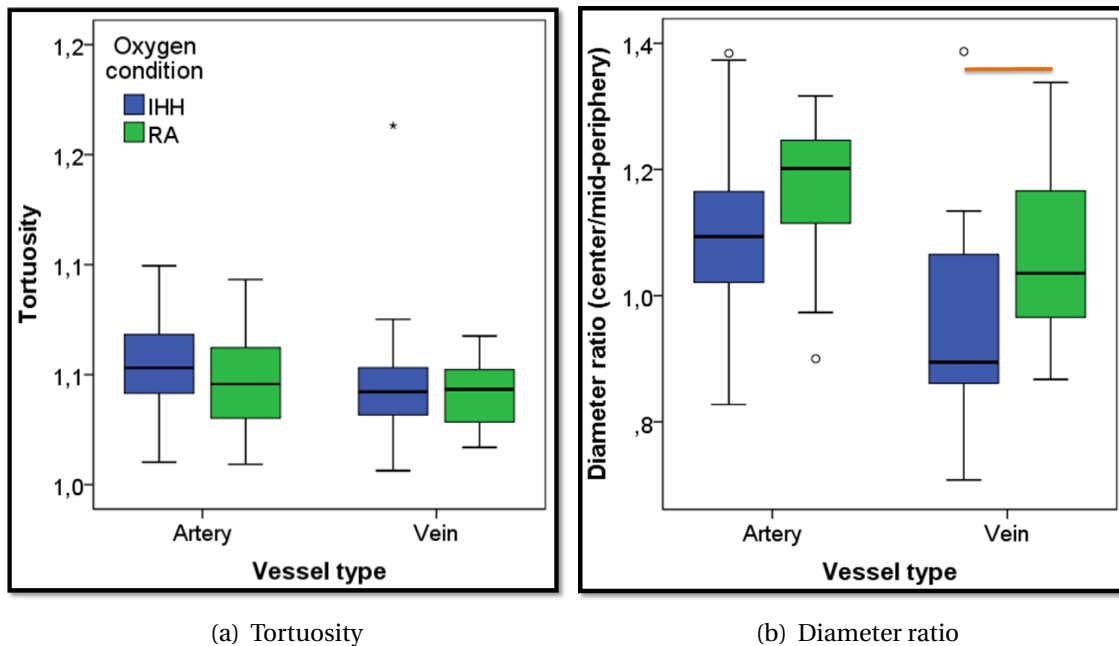 1,2
Oxygen
condition
IHH
RA
1,2
1,1
1,1
1,0
Tortuosity
Artery
Vein
Vessel type
1,4
1,2
1,0
,8
Diameter ratio (center/mid-periphery)
Artery
Vein
Vessel type
(a) Tortuosity
(b) Diameter ratio